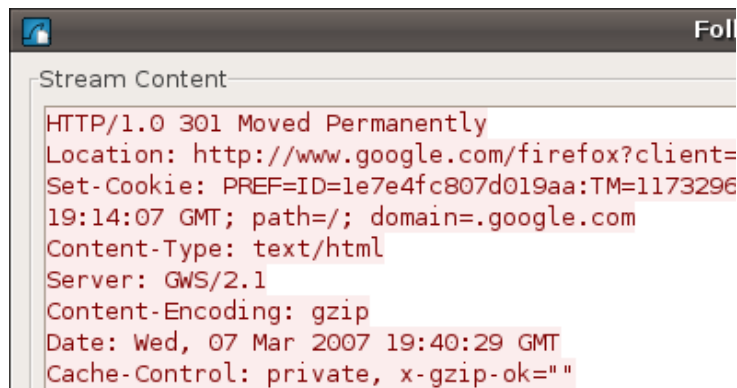 Foll
Stream Content
HTTP/1.0 301 Moved Permanently
Location: http://www.google.com/firefox?client=
Set-Cookie: PREF=ID=1e7e4fc807d019aa:TM=1173296
19:14:07 GMT; path=/; domain=.google.com
Content-Type: text/html
Server: GWS/2.1
Content-Encoding: gzip
Date: Wed, 07 Mar 2007 19:40:29 GMT
Cache-Control: private, x-gzip-ok=""